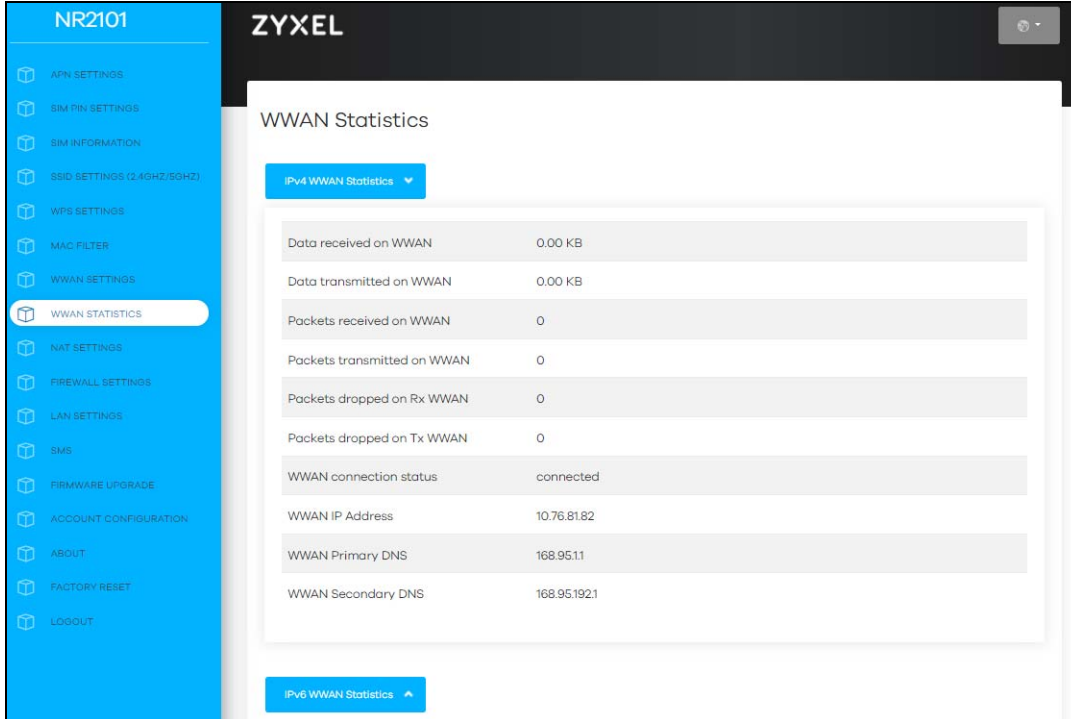 NR2101
ZYXEL
APN SETTINGS
SIM PIN SETTINGS
SIM INFORMATION
SSID SETTINGS (2.4GHZ/5GHZ)
WPS SETTINGS
MAC FILTER
WWAN SETTINGS
WWAN STATISTICS
NAT SETTINGS
FIREWALL SETTINGS
LAN SETTINGS
SMS
FIRMWARE UPGRADE
ACCOUNT CONFIGURATION
ABOUT
FACTORY RESET
LOGOUT
WWAN Statistics
IPv4 WWAN Statistics
Data received on WWAN 0.00 KB
Data transmitted on WWAN 0.00 KB
Packets received on WWAN 0
Packets transmitted on WWAN 0
Packets dropped on Rx WWAN 0
Packets dropped on Tx WWAN 0
WWAN connection status connected
WWAN IP Address 10.76.81.82
WWAN Primary DNS 168.95.1.1
WWAN Secondary DNS 168.95.192.1
IPv6 WWAN Statistics